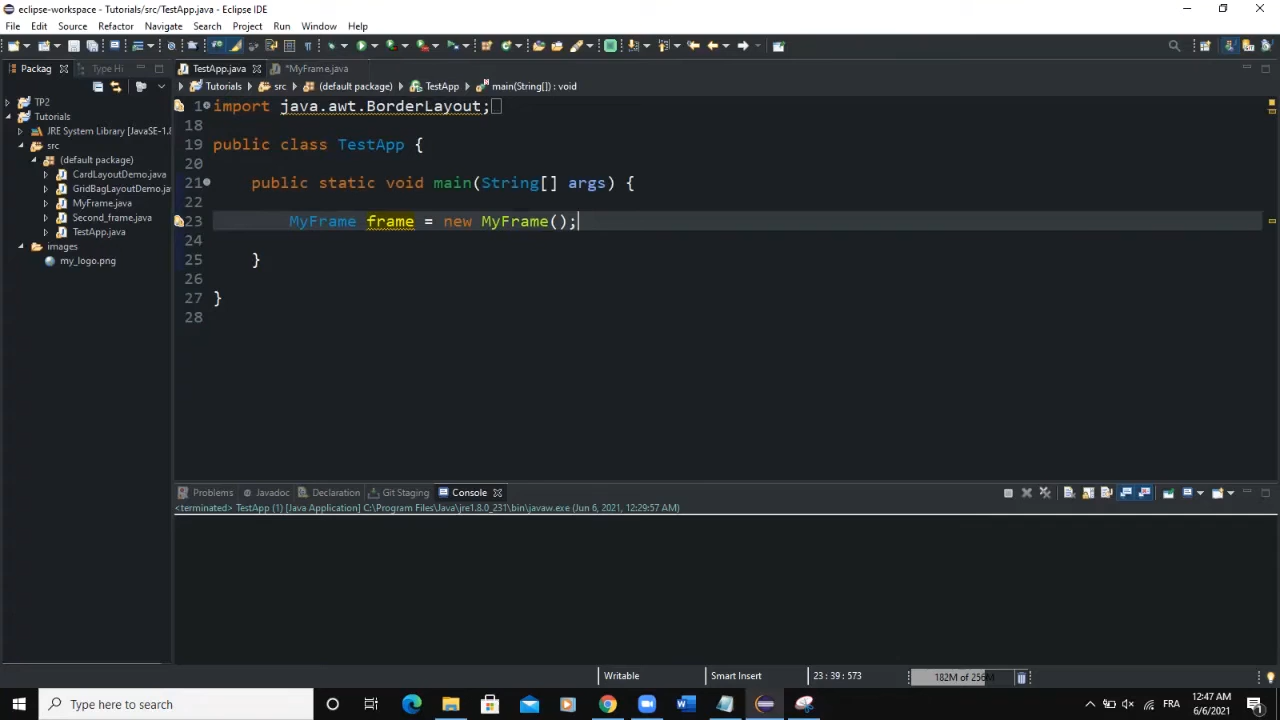 eclipse-workspace - Tutorials/src/TestApp.java - Eclipse IDE
File Edit Source Refactor Navigate Search Project Run Window Help
Packag Type Hi TestApp.java *MyFrame.java
Tutorials src (default package) TestApp main(String[]) : void
TP2
Tutorials
JRE System Library [JavaSE-1.
src
(default package)
CardLayoutDemo.java
GridBagLayoutDemo.ja
MyFrame.java
Second_frame.java
TestApp.java
images
my_logo.png
1 import java.awt.BorderLayout;
18
19 public class TestApp {
20
21 public static void main(String[] args) {
22
23 MyFrame frame = new MyFrame();
24
25 }
26
27 }
28
Problems Javadoc Declaration Git Staging Console
<terminated> TestApp (1) [Java Application] C:\Program Files\Java\jre1.8.0_231\bin\javaw.exe (Jun 6, 2021, 12:29:57 AM)
Writable Smart Insert 23 : 39 : 573 182M of 256M
Type here to search
FRA 12:47 AM
6/6/2021